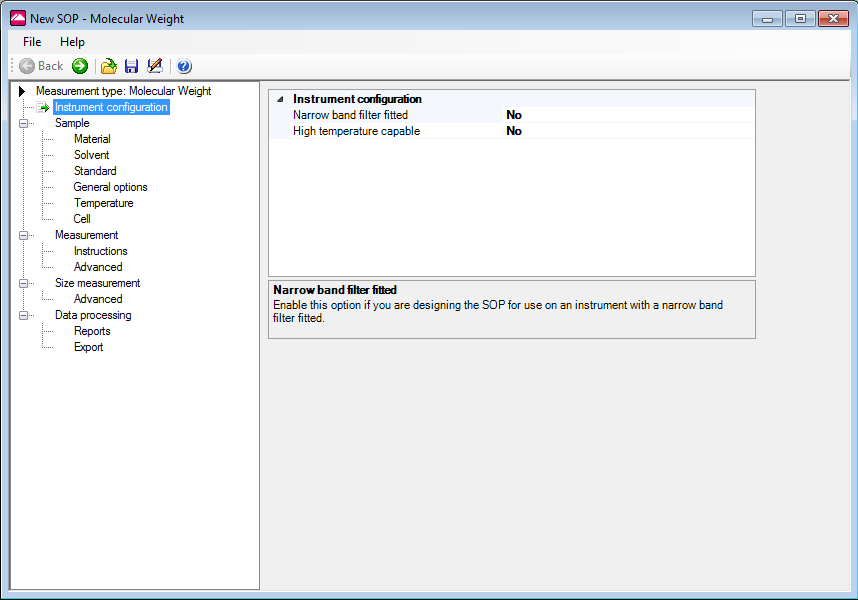 New SOP - Molecular Weight
File Help
Back
Measurement type: Molecular Weight
Instrument configuration
Sample
Material
Solvent
Standard
General options
Temperature
Cell
Measurement
Instructions
Advanced
Size measurement
Advanced
Data processing
Reports
Export
Instrument configuration
Narrow band filter fitted No
High temperature capable No
Narrow band filter fitted
Enable this option if you are designing the SOP for use on an instrument with a narrow band
filter fitted.